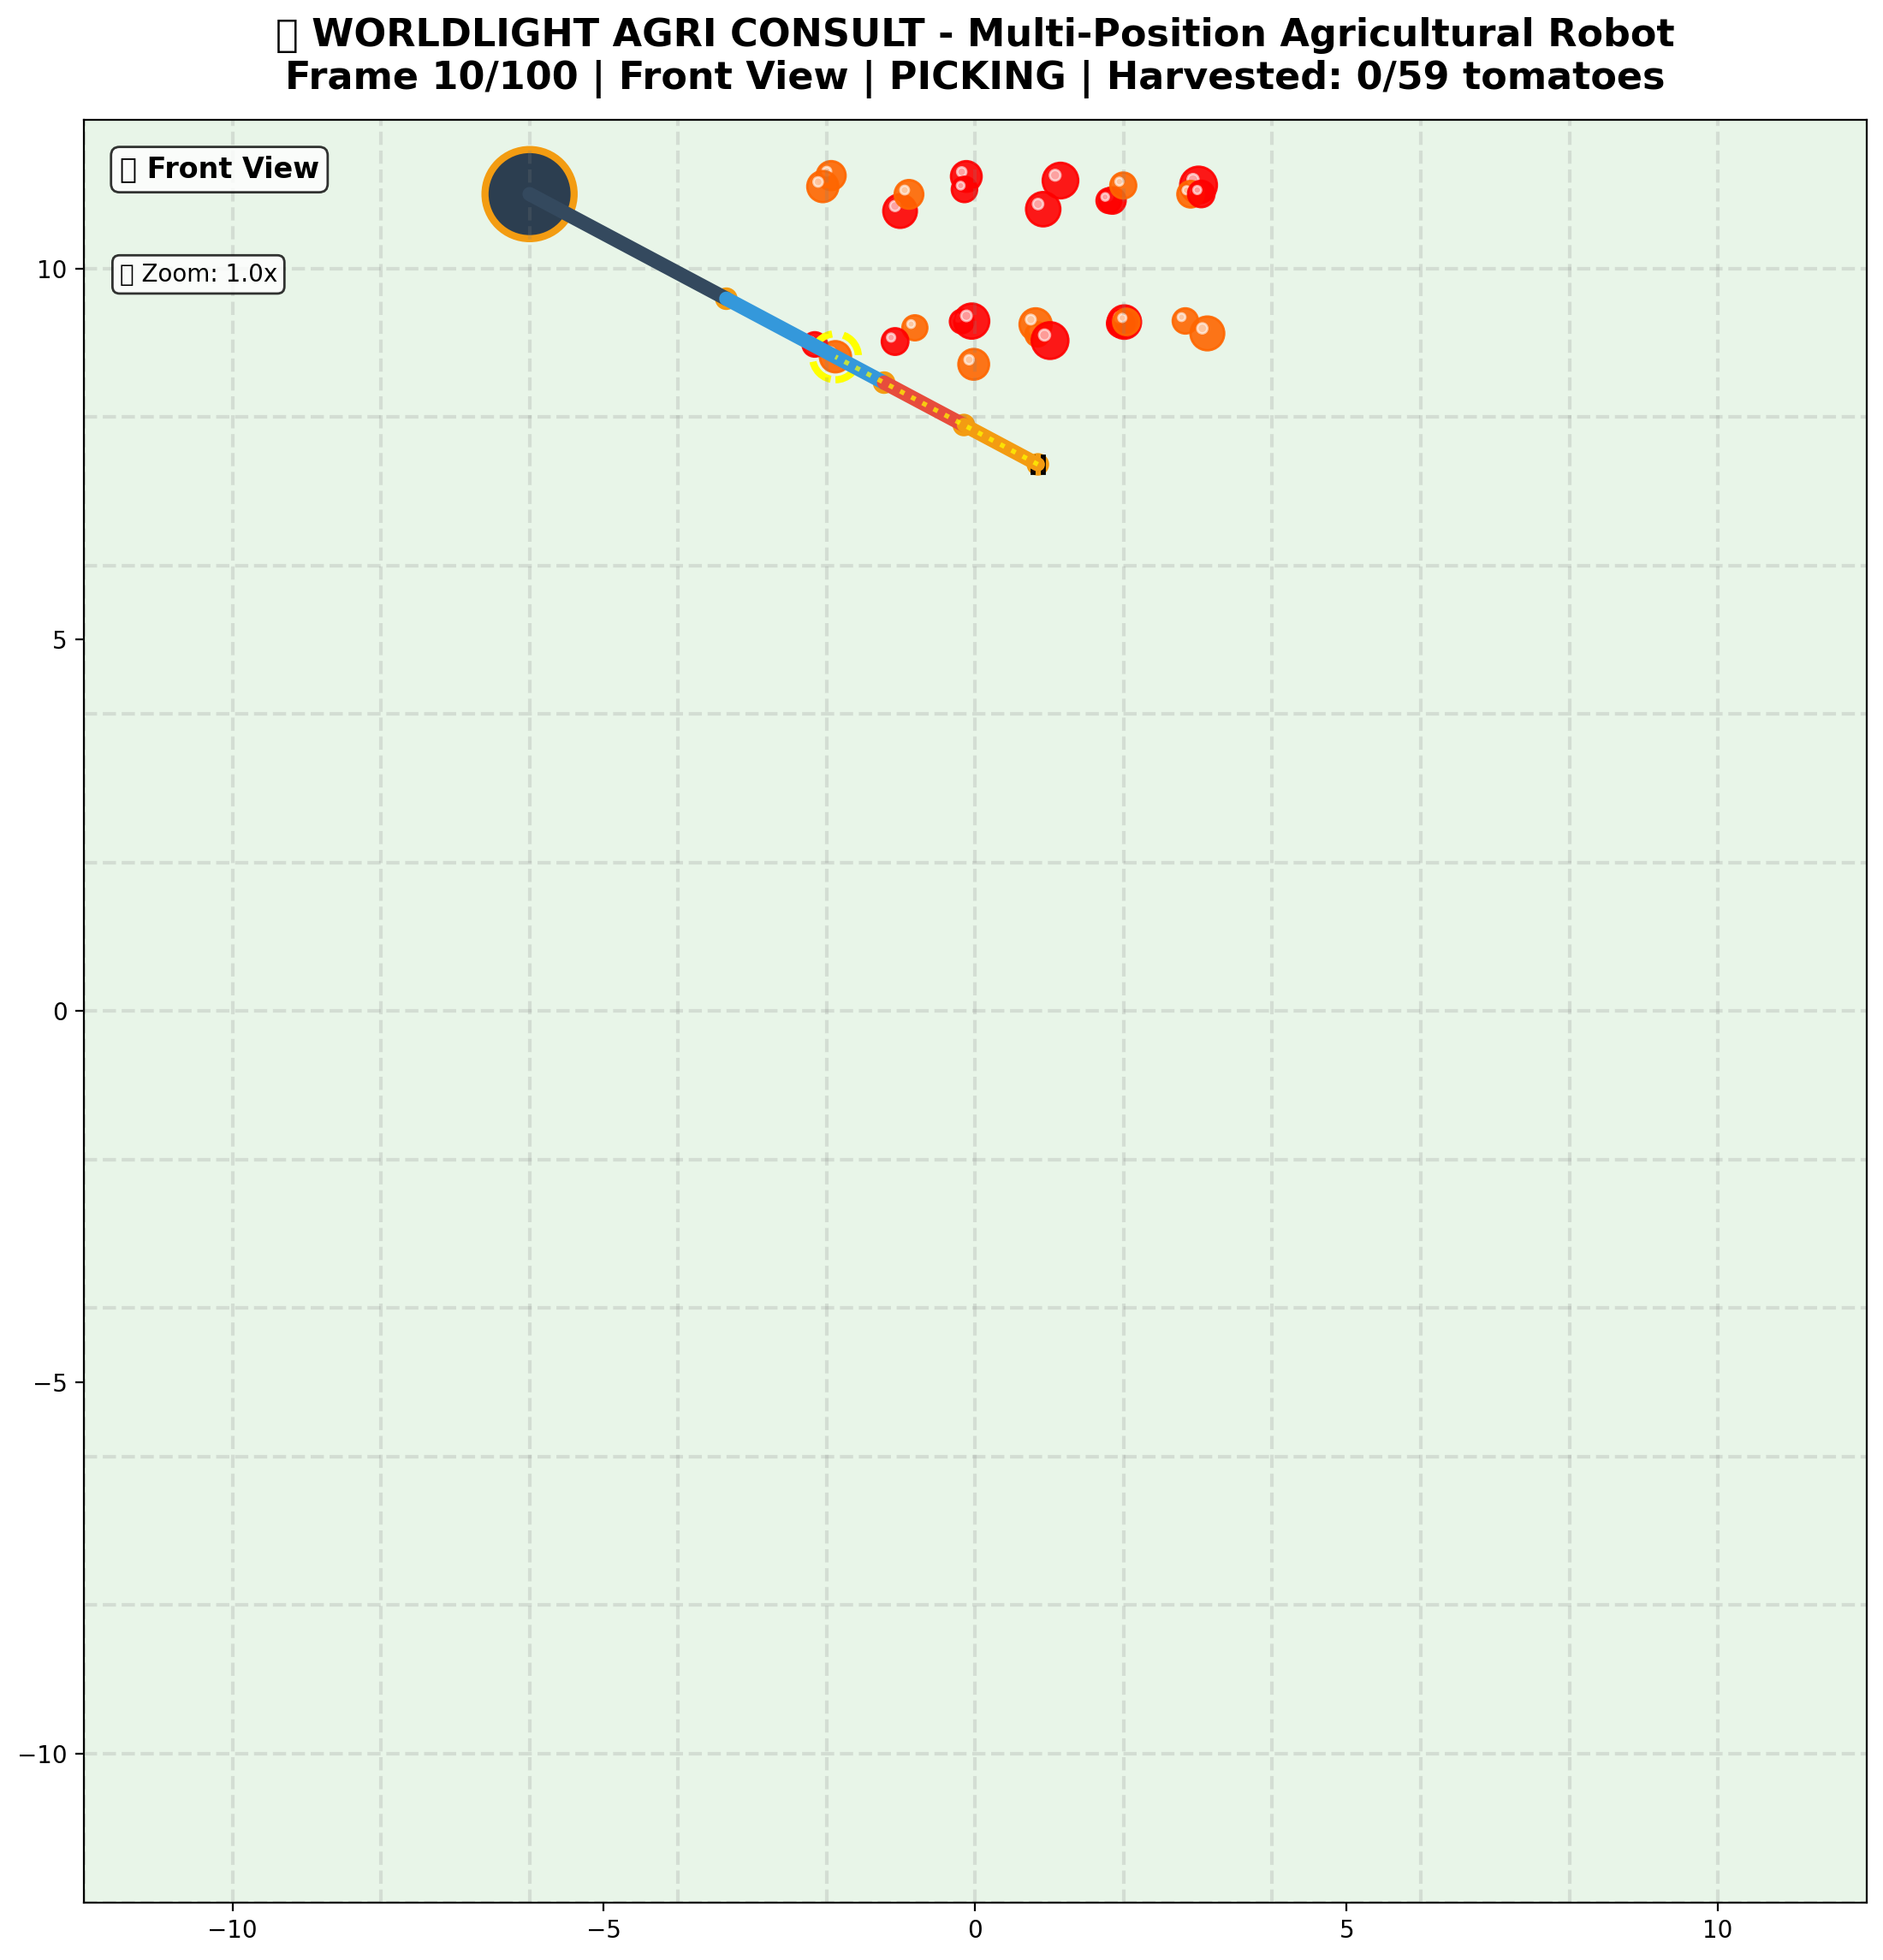 WORLDLIGHT AGRI CONSULT - Multi-Position Agricultural Robot
Frame 10/100 | Front View | PICKING | Harvested: 0/59 tomatoes
Front View
Zoom: 1.0x
10
5
0
−5
−10
−10
−5
0
5
10